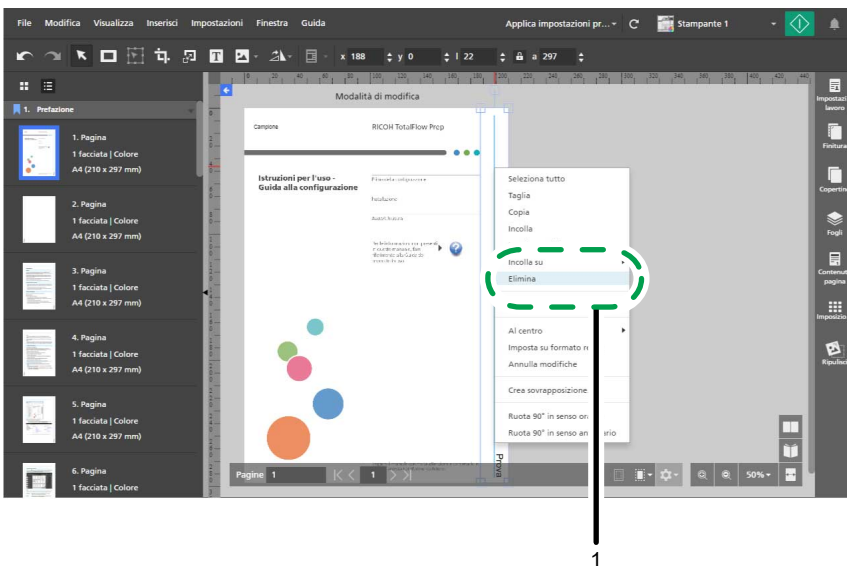 File Modifica Visualizza Inserisci Impostazioni Finestra Guida Applica impostazioni pr... Stampante 1
x 188 y 0 l 22 a 297
Modalità di modifica
1. Prefazione
1. Pagina
1 facciata | Colore
A4 (210 x 297 mm)
2. Pagina
1 facciata | Colore
A4 (210 x 297 mm)
3. Pagina
1 facciata | Colore
A4 (210 x 297 mm)
4. Pagina
1 facciata | Colore
A4 (210 x 297 mm)
5. Pagina
1 facciata | Colore
A4 (210 x 297 mm)
6. Pagina
1 facciata | Colore
Campione RICOH TotalFlow Prep
Istruzioni per l'uso -
Guida alla configurazione
Installazione
Prova
Seleziona tutto
Taglia
Copia
Incolla
Incolla su
Elimina
Al centro
Imposta su formato
Annulla modifiche
Crea sovrapposizione
Ruota 90° in senso
Ruota 90° in senso
Impostazi
lavoro
Finitura
Copertin
Fogli
Contenut
pagina
Imposizio
Ripulisci
Pagine 1 1 50%
1